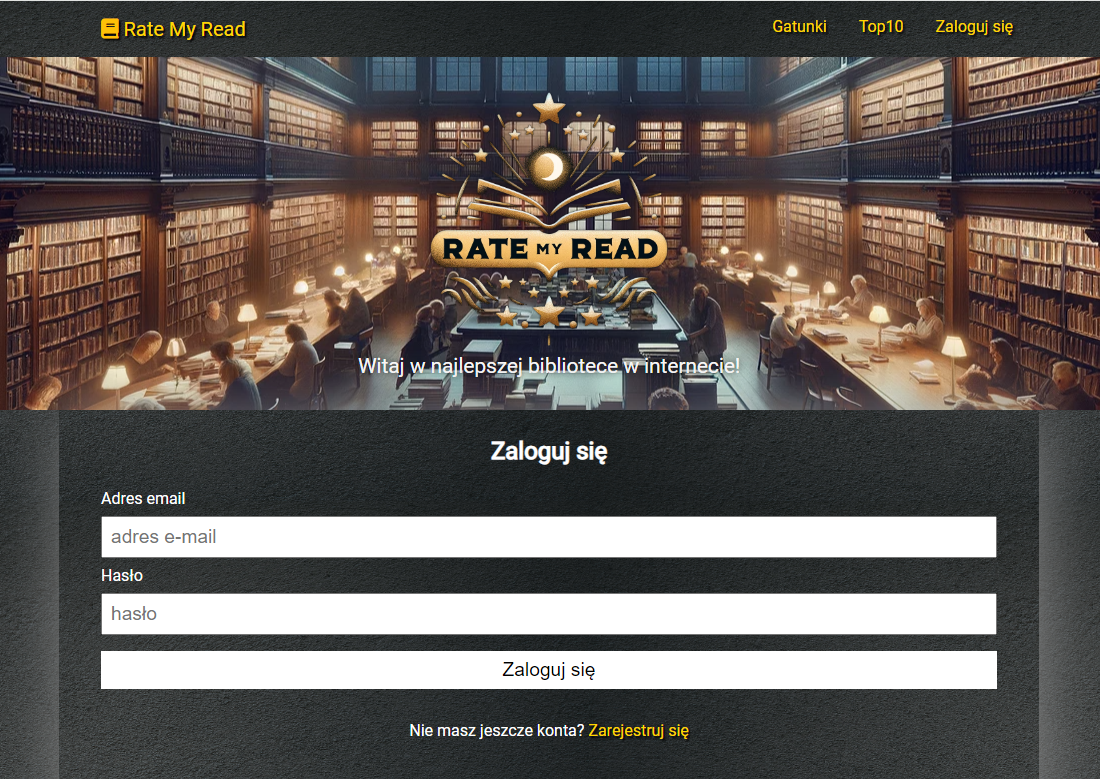 Rate My Read
Gatunki Top10 Zaloguj się
RATE MY READ
Witaj w najlepszej bibliotece w internecie!
Zaloguj się
Adres email
adres e-mail
Hasło
hasło
Zaloguj się
Nie masz jeszcze konta? Zarejestruj się